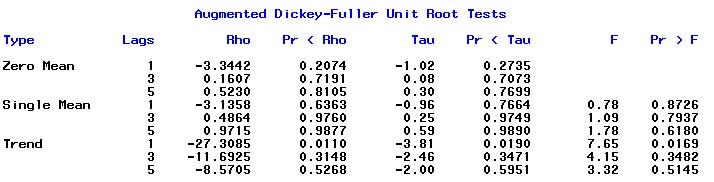 Augmented Dickey-Fuller Unit Root Tests
Type Lags Rho Pr < Rho Tau Pr < Tau F Pr > F
Zero Mean 1 -3.3442 0.2074 -1.02 0.2735
3 0.1607 0.7191 0.08 0.7073
5 0.5230 0.8105 0.30 0.7699
Single Mean 1 -3.1358 0.6363 -0.96 0.7664 0.78 0.8726
3 0.4864 0.9760 0.25 0.9749 1.09 0.7937
5 0.9715 0.9877 0.59 0.9890 1.78 0.6180
Trend 1 -27.3085 0.0110 -3.81 0.0190 7.65 0.0169
3 -11.6925 0.3148 -2.46 0.3471 4.15 0.3482
5 -8.5705 0.5268 -2.00 0.5951 3.32 0.5145